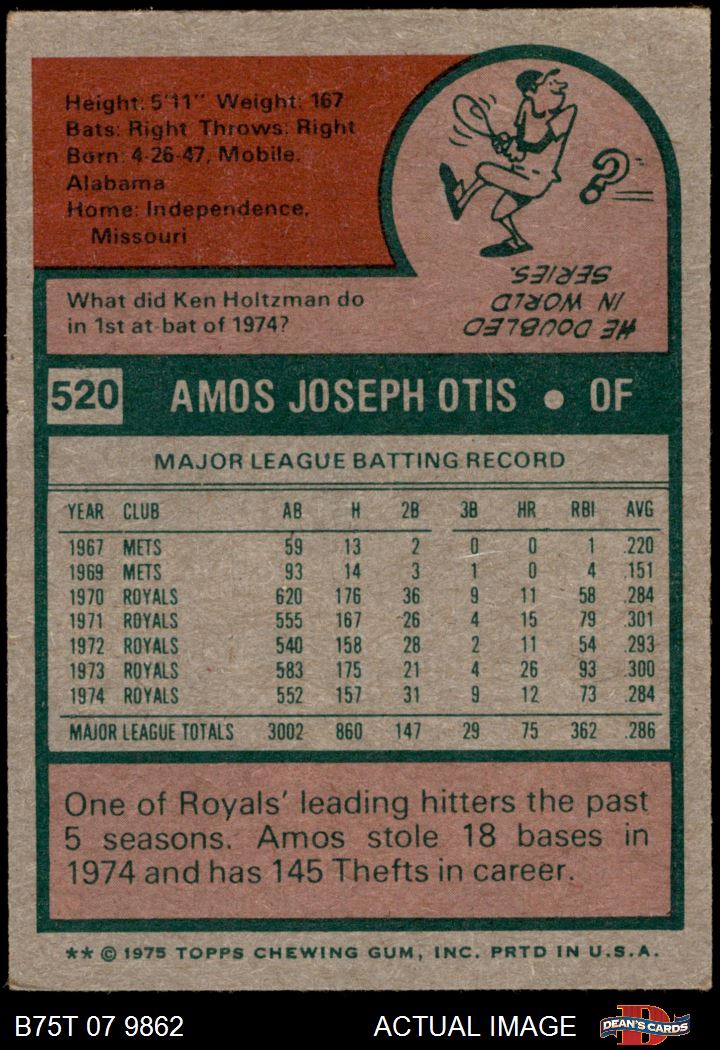 Height: 5'11" Weight: 167
Bats: Right Throws: Right
Born: 4-26-47, Mobile,
Alabama
Home: Independence,
Missouri
?
HE DOUBLED
IN WORLD
SERIES.
What did Ken Holtzman do
in 1st at-bat of 1974?
520 AMOS JOSEPH OTIS • OF
MAJOR LEAGUE BATTING RECORD
YEAR CLUB AB H 2B 3B HR RBI AVG
1967 METS 59 13 2 0 0 1 .220
1969 METS 93 14 3 1 0 4 .151
1970 ROYALS 620 176 36 9 11 58 .284
1971 ROYALS 555 167 26 4 15 79 .301
1972 ROYALS 540 158 28 2 11 54 .293
1973 ROYALS 583 175 21 4 26 93 .300
1974 ROYALS 552 157 31 9 12 73 .284
MAJOR LEAGUE TOTALS 3002 860 147 29 75 362 .286
One of Royals' leading hitters the past
5 seasons. Amos stole 18 bases in
1974 and has 145 Thefts in career.
** © 1975 TOPPS CHEWING GUM, INC. PRTD IN U.S.A.
B75T 07 9862 ACTUAL IMAGE DEAN'S CARDS